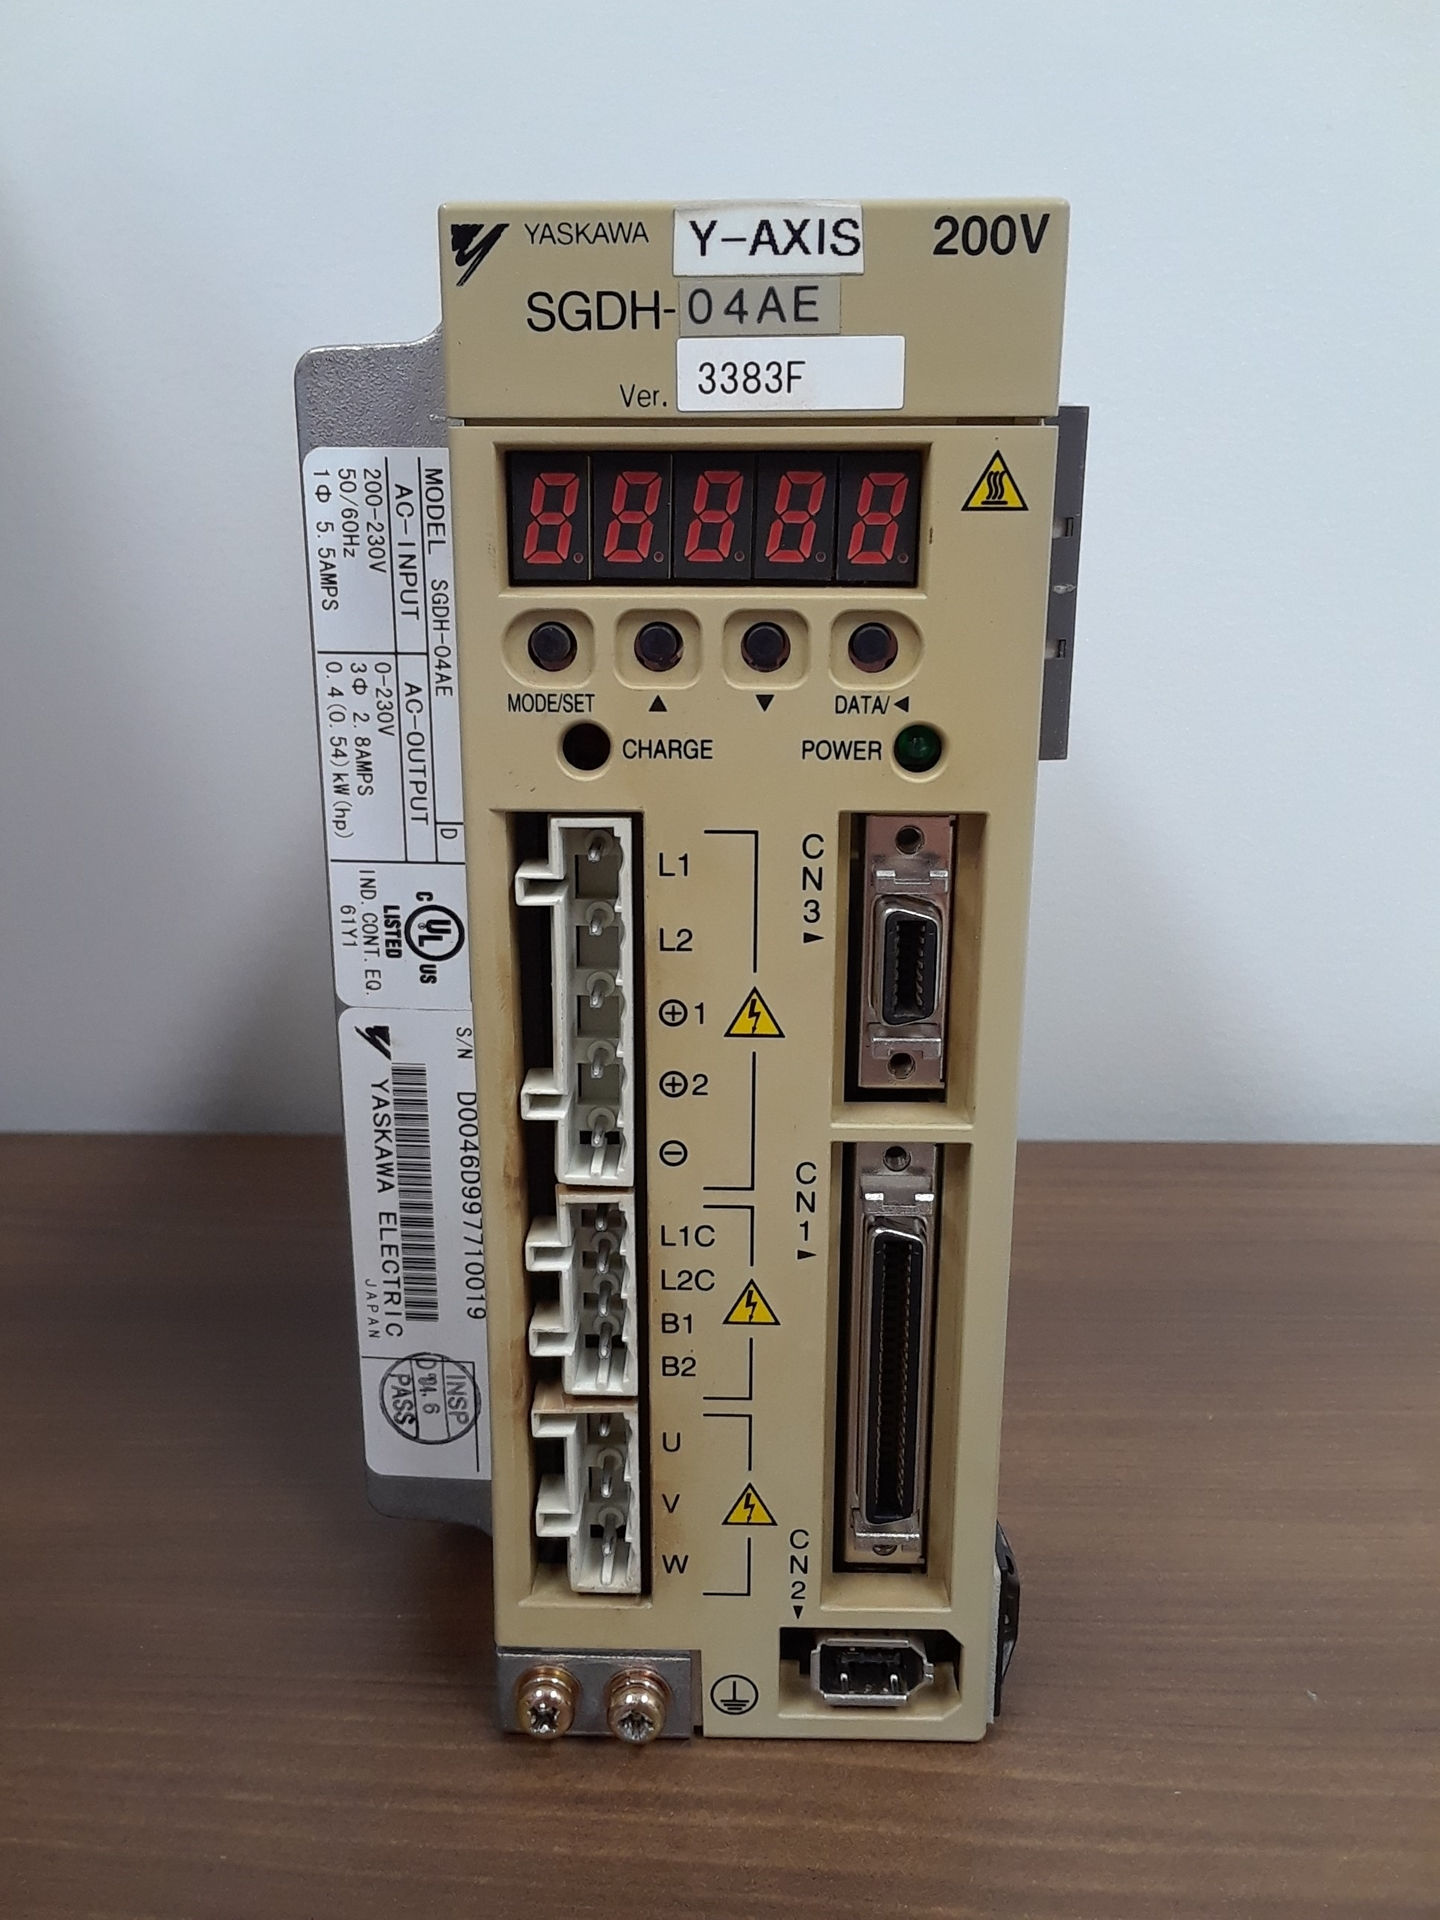 YASKAWA Y-AXIS 200V
SGDH-04AE
Ver. 3383F
MODE/SET ▲ ▼ DATA/◀
CHARGE POWER
L1
L2
⊕1
⊕2
⊖
L1C
L2C
B1
B2
U
V
W
CN3▲
CN1▲
CN2▼
MODEL SGDH-04AE D
AC-INPUT AC-OUTPUT
200-230V 0-230V
50/60Hz 3Φ 2.8AMPS
1Φ 5.5AMPS 0.4(0.54)kW(hp)
C UL US
LISTED
IND. CONT. EQ.
61Y1
S/N D0046D997710019
YASKAWA ELECTRIC
JAPAN
INSP
PASS